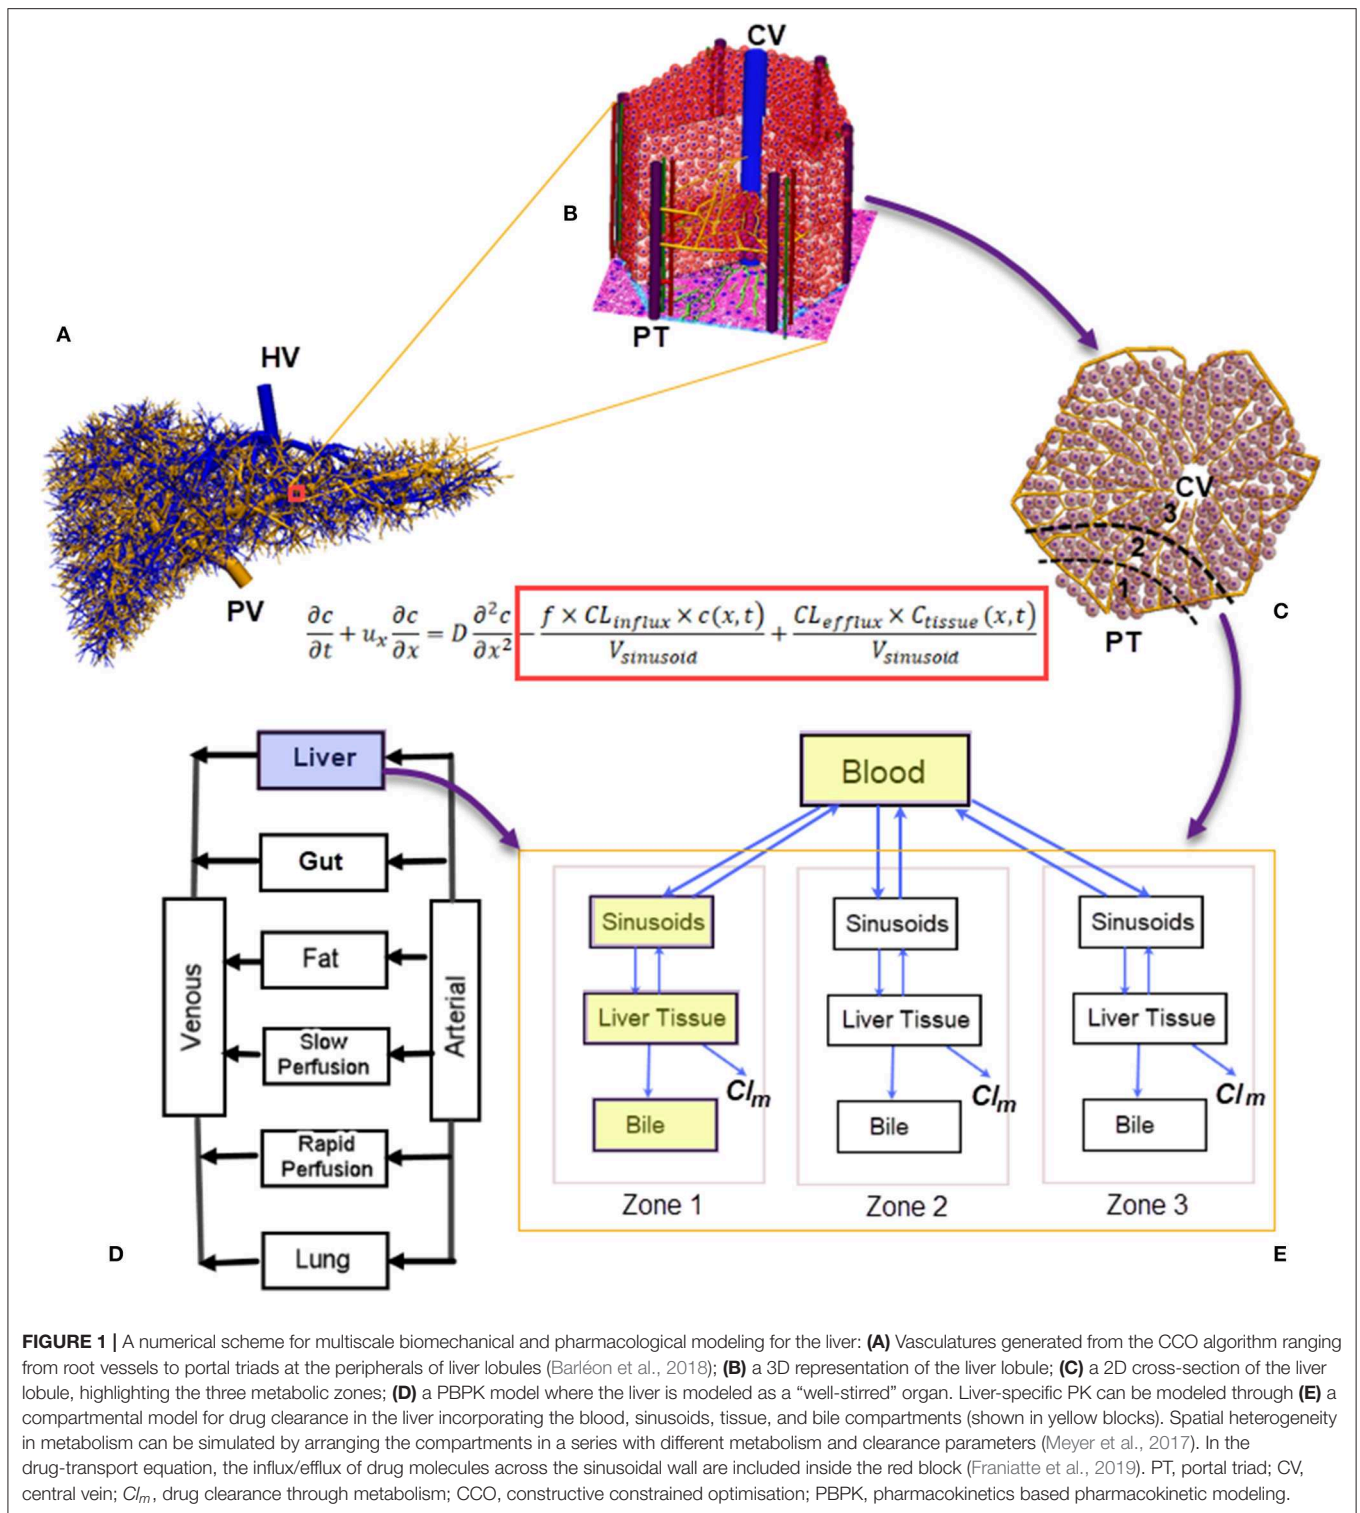 CV
B
PT
A
HV
PV
CV
3
2
1
PT
C
∂c/∂t + uₓ ∂c/∂x = D ∂²c/∂x² − (f × CL_influx × c(x,t))/V_sinusoid + (CL_efflux × C_tissue(x,t))/V_sinusoid
Liver
Gut
Fat
Slow
Perfusion
Rapid
Perfusion
Lung
Venous
Arterial
D
Blood
Sinusoids
Liver Tissue
Clm
Bile
Zone 1
Sinusoids
Liver Tissue
Clm
Bile
Zone 2
Sinusoids
Liver Tissue
Clm
Bile
Zone 3
E
FIGURE 1 | A numerical scheme for multiscale biomechanical and pharmacological modeling for the liver: (A) Vasculatures generated from the CCO algorithm ranging
from root vessels to portal triads at the peripherals of liver lobules (Barléon et al., 2018); (B) a 3D representation of the liver lobule; (C) a 2D cross-section of the liver
lobule, highlighting the three metabolic zones; (D) a PBPK model where the liver is modeled as a “well-stirred” organ. Liver-specific PK can be modeled through (E) a
compartmental model for drug clearance in the liver incorporating the blood, sinusoids, tissue, and bile compartments (shown in yellow blocks). Spatial heterogeneity
in metabolism can be simulated by arranging the compartments in a series with different metabolism and clearance parameters (Meyer et al., 2017). In the
drug-transport equation, the influx/efflux of drug molecules across the sinusoidal wall are included inside the red block (Franiatte et al., 2019). PT, portal triad; CV,
central vein; Clm, drug clearance through metabolism; CCO, constructive constrained optimisation; PBPK, pharmacokinetics based pharmacokinetic modeling.